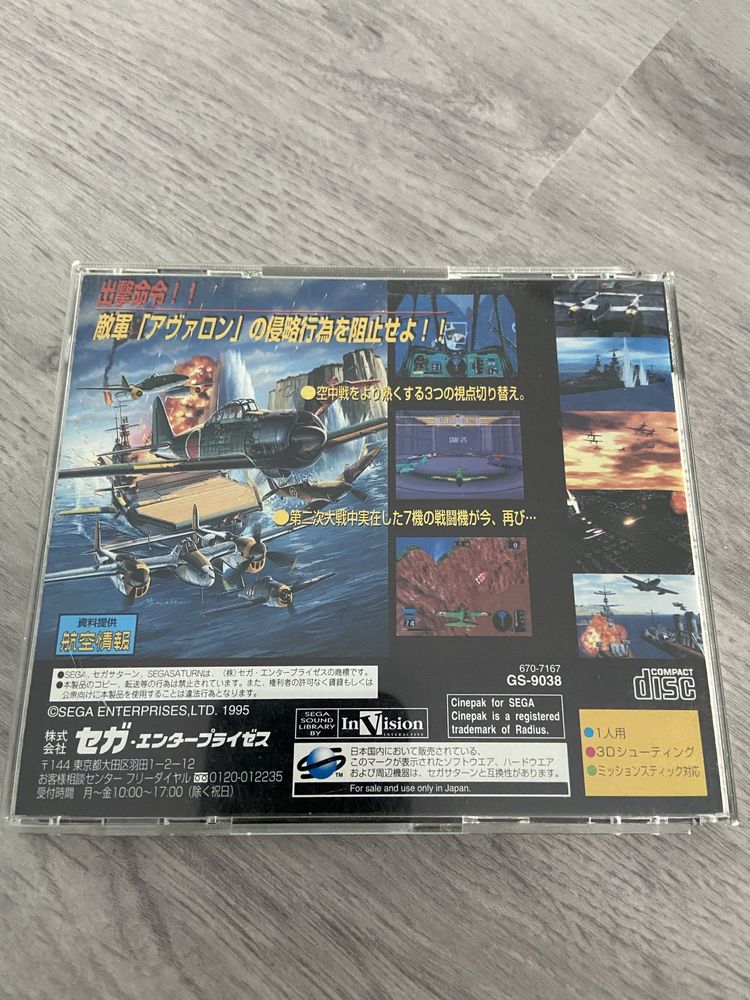 出撃命令！！
敵軍「アヴァロン」の侵略行為を阻止せよ！！
●空中戦をより熱くする3つの視点切り替え。
●第二次大戦中実在した7機の戦闘機が今、再び…
資料提供
航空情報
670-7167
GS-9038
COMPACT
disc
●SEGA、セガサターン、SEGASATURNは、(株)セガ・エンタープライゼスの商標です。
●本製品のコピー、転送等の行為は禁止されています。また、権利者の許可なく賃貸もしくは
公衆向けに本製品を使用することは違法行為となります。
©SEGA ENTERPRISES,LTD. 1995
株式会社 セガ・エンタープライゼス
〒144 東京都大田区羽田1-2-12
お客様相談センター フリーダイヤル 0120-012235
受付時間 月～金10:00～17:00 (除く祝日)
SEGA
SOUND
LIBRARY
BY
InVision
INTERACTIVE
Cinepak for SEGA
Cinepak is a registered
trademark of Radius.
日本国内において販売されている、
このマークが表示されたソフトウエア、ハードウエア
および周辺機器は、セガサターンと互換性があります。
For sale and use only in Japan.
●1人用
●3Dシューティング
●ミッションスティック対応